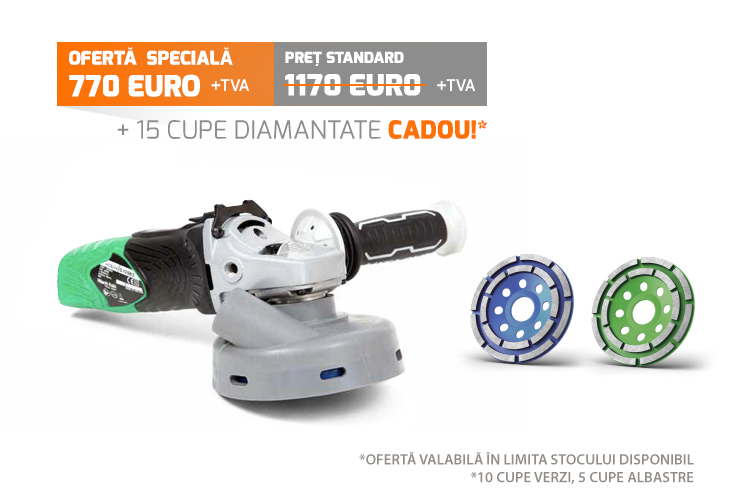 OFERTĂ SPECIALĂ
770 EURO +TVA
PREȚ STANDARD
1170 EURO +TVA
+ 15 CUPE DIAMANTATE CADOU!*
*OFERTĂ VALABILĂ ÎN LIMITA STOCULUI DISPONIBIL
*10 CUPE VERZI, 5 CUPE ALBASTRE